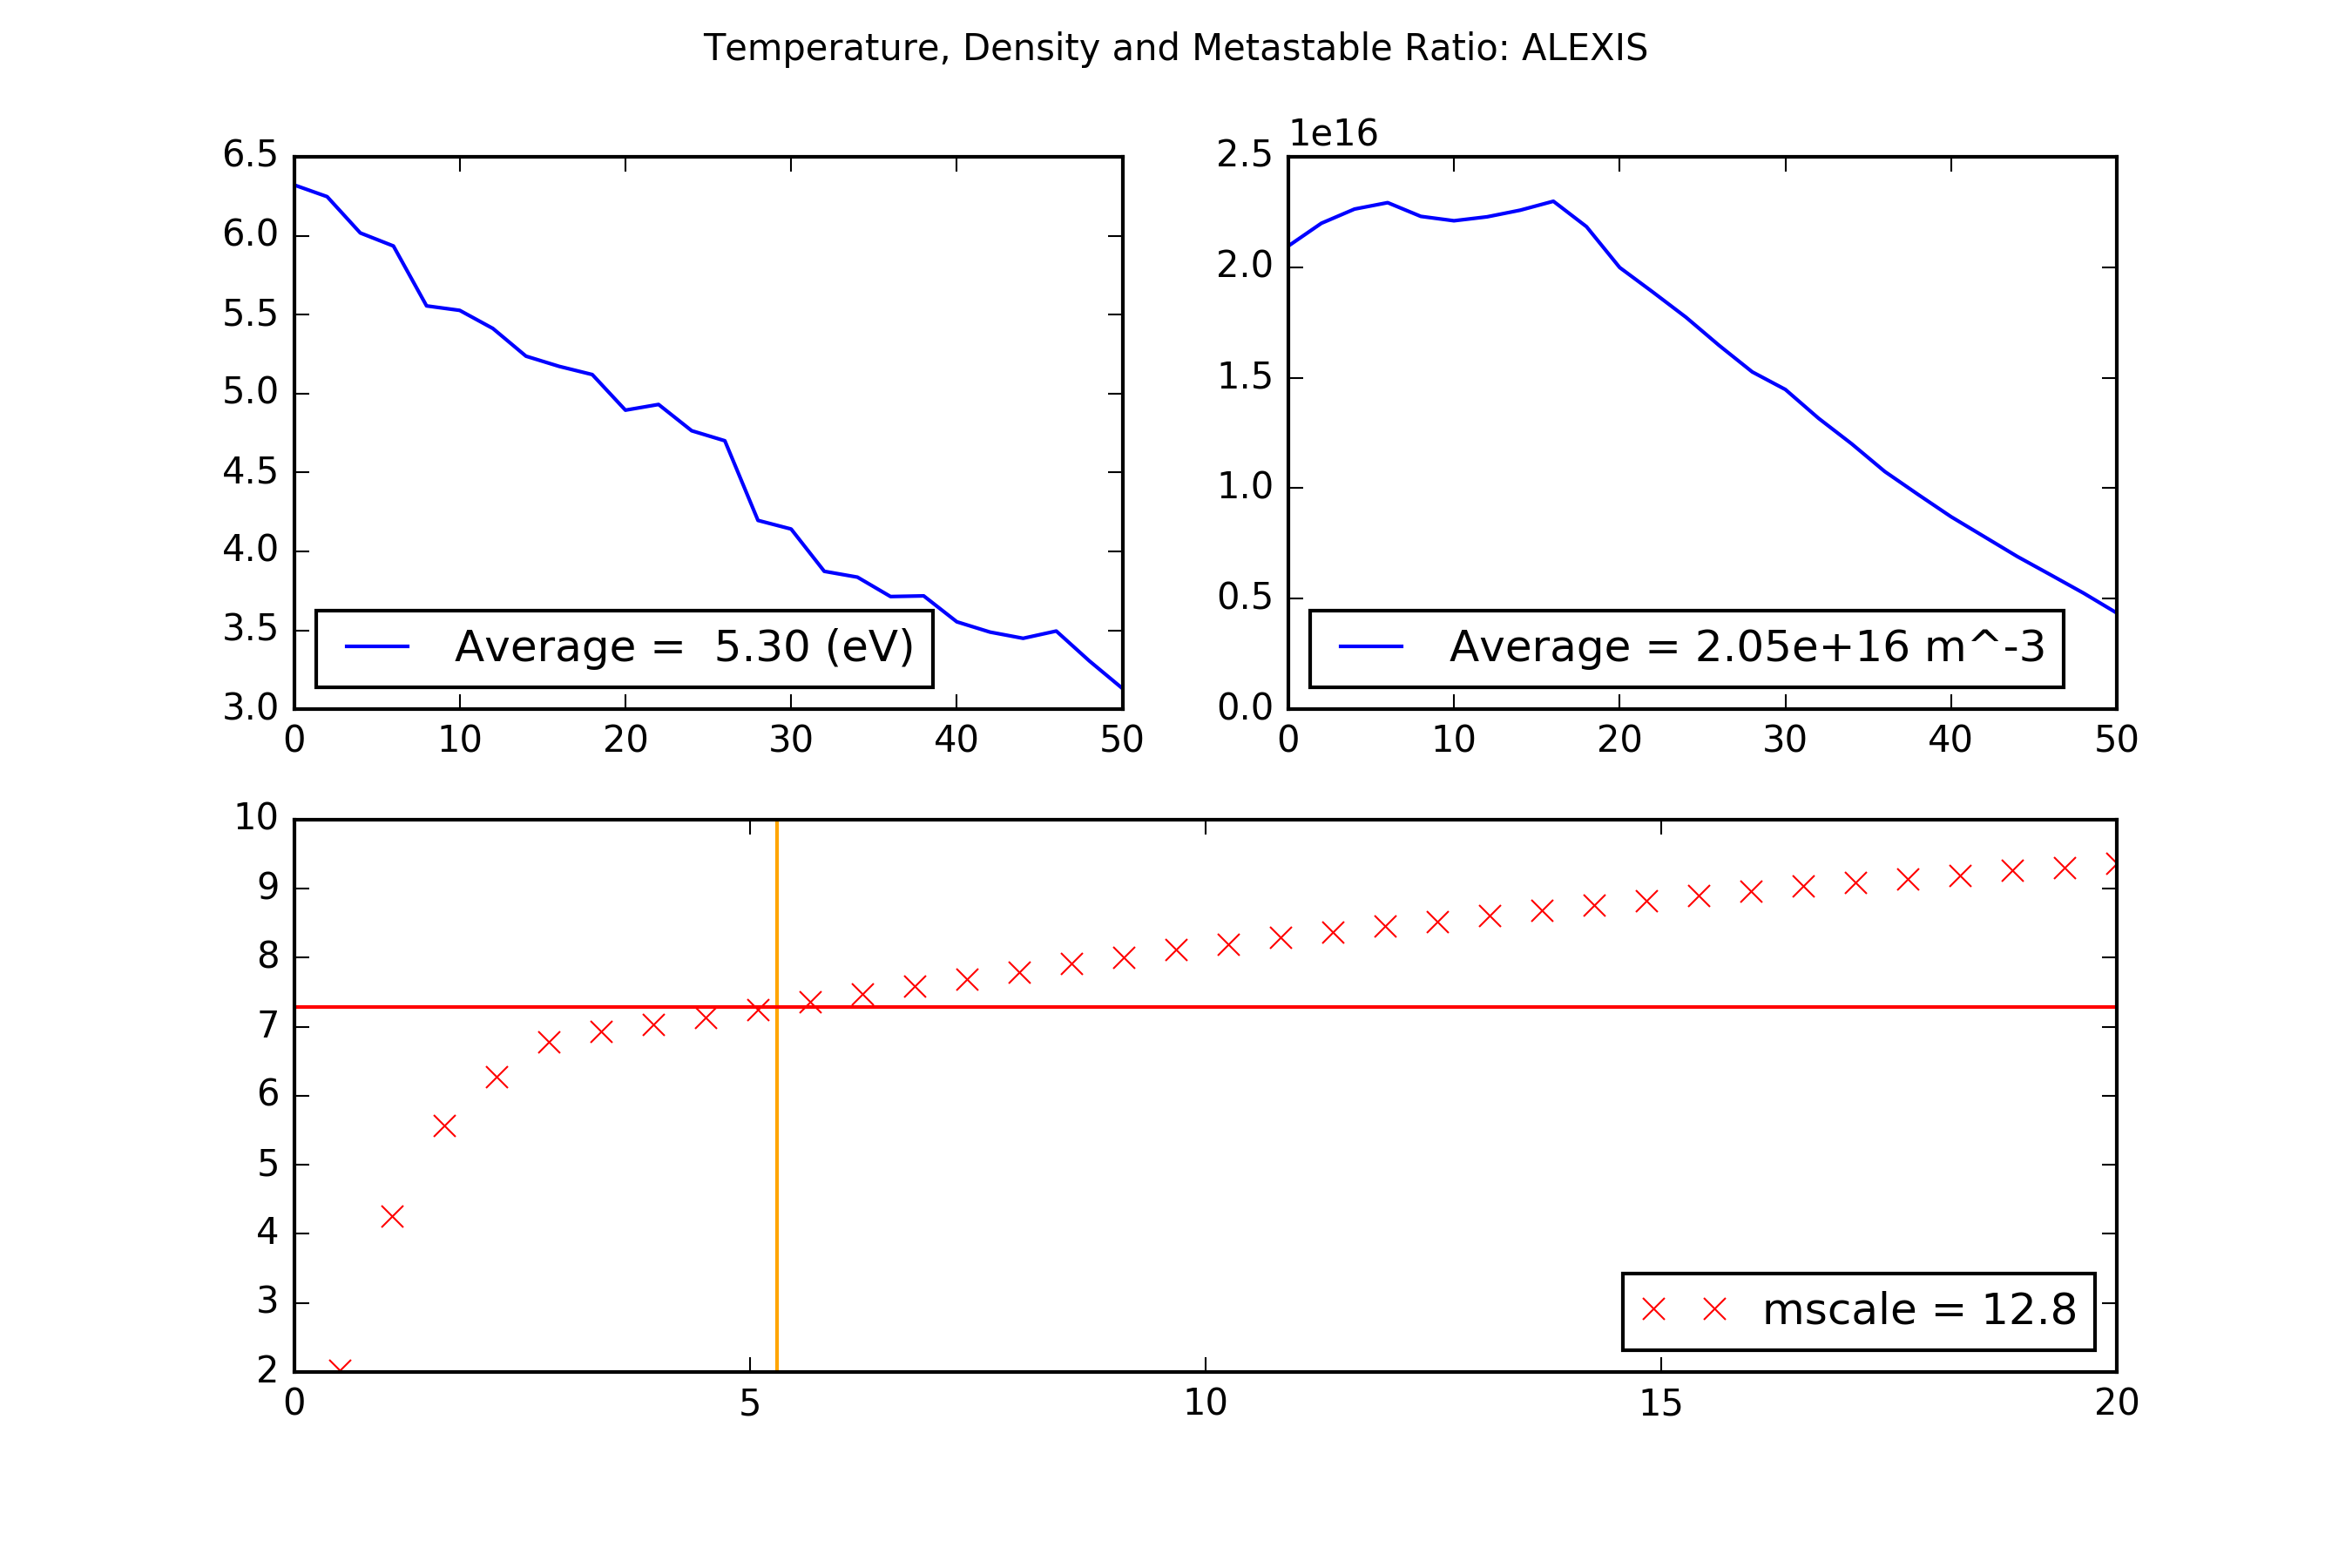 Temperature, Density and Metastable Ratio: ALEXIS
6.5
6.0
5.5
5.0
4.5
4.0
3.5
3.0
0 10 20 30 40 50
Average =  5.30 (eV)
1e16
2.5
2.0
1.5
1.0
0.5
0.0
0 10 20 30 40 50
Average = 2.05e+16 m^-3
10
9
8
7
6
5
4
3
2
0 5 10 15 20
mscale = 12.8